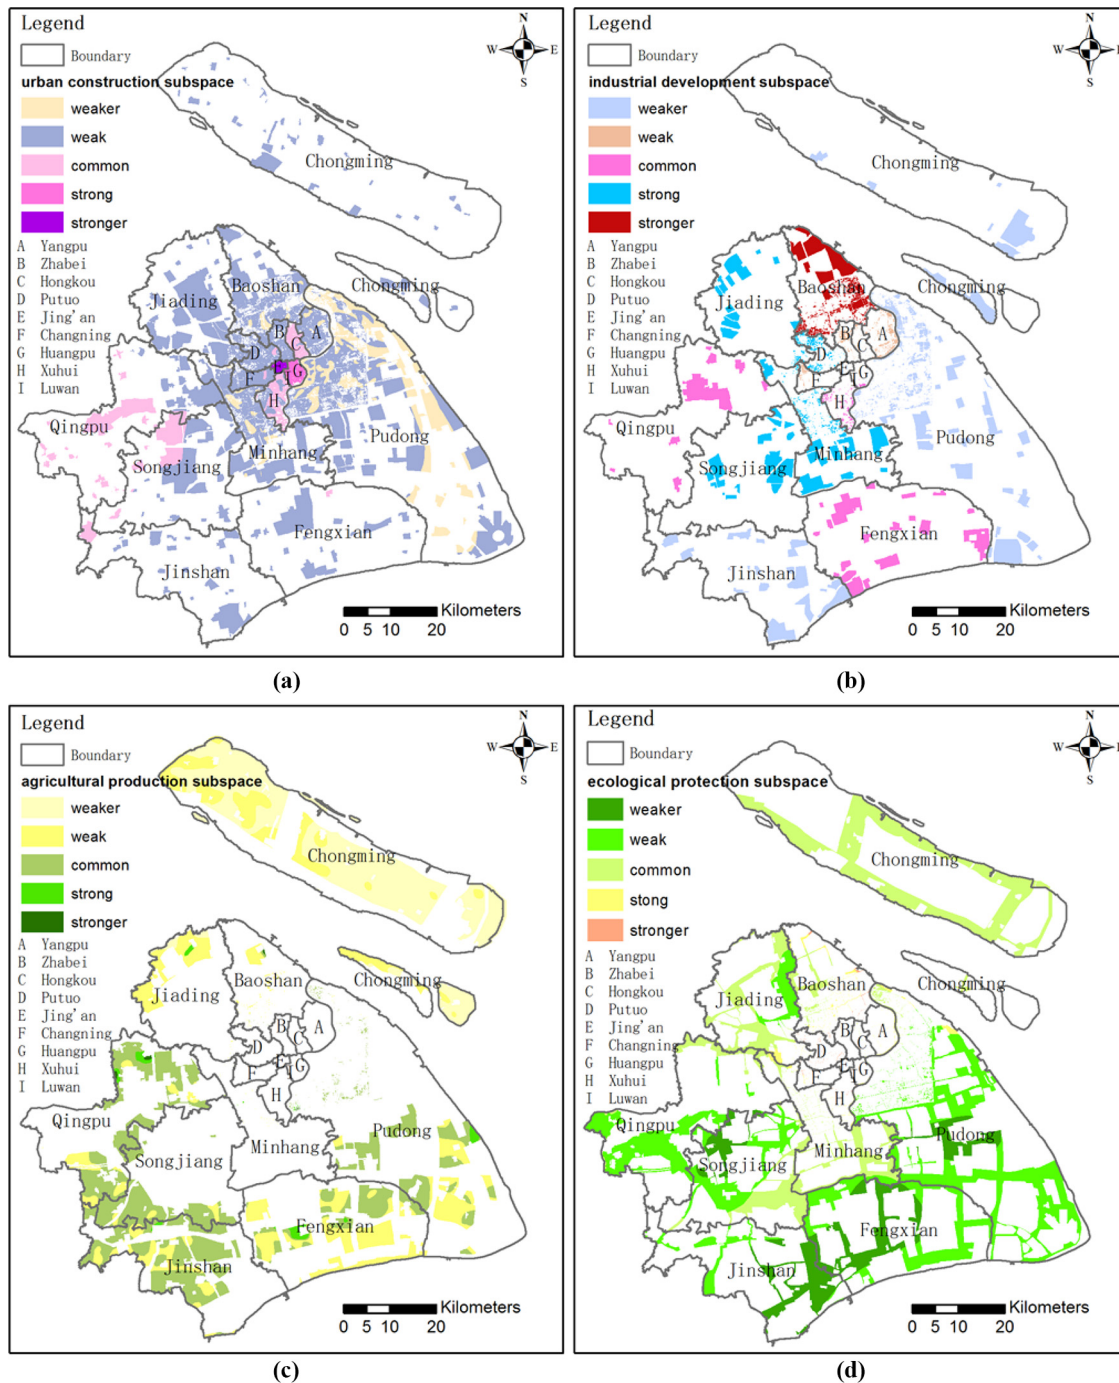 Legend
Boundary
urban construction subspace
weaker
weak
common
strong
stronger
A Yangpu
B Zhabei
C Hongkou
D Putuo
E Jing'an
F Changning
G Huangpu
H Xuhui
I Luwan
N
W E
S
Chongming
Chongming
Baoshan
Jiading
B
A
C
D
E
G
F
I
H
Qingpu
Pudong
Songjiang
Minhang
Fengxian
Jinshan
Kilometers
0 5 10 20
(a)
Legend
Boundary
industrial development subspace
weaker
weak
common
strong
stronger
A Yangpu
B Zhabei
C Hongkou
D Putuo
E Jing'an
F Changning
G Huangpu
H Xuhui
I Luwan
N
W E
S
Chongming
Chongming
Baoshan
Jiading
B
A
C
D
E
G
F
I
H
Qingpu
Pudong
Songjiang
Minhang
Fengxian
Jinshan
Kilometers
0 5 10 20
(b)
Legend
Boundary
agricultural production subspace
weaker
weak
common
strong
stronger
A Yangpu
B Zhabei
C Hongkou
D Putuo
E Jing'an
F Changning
G Huangpu
H Xuhui
I Luwan
N
W E
S
Chongming
Chongming
Baoshan
Jiading
B
A
C
D
E
G
F
I
H
Qingpu
Pudong
Songjiang
Minhang
Fengxian
Jinshan
Kilometers
0 5 10 20
(c)
Legend
Boundary
ecological protection subspace
weaker
weak
common
stong
stronger
A Yangpu
B Zhabei
C Hongkou
D Putuo
E Jing'an
F Changning
G Huangpu
H Xuhui
I Luwan
N
W E
S
Chongming
Chongming
Baoshan
Jiading
B
A
C
D
E
G
F
I
H
Qingpu
Pudong
Songjiang
Minhang
Fengxian
Jinshan
Kilometers
0 5 10 20
(d)